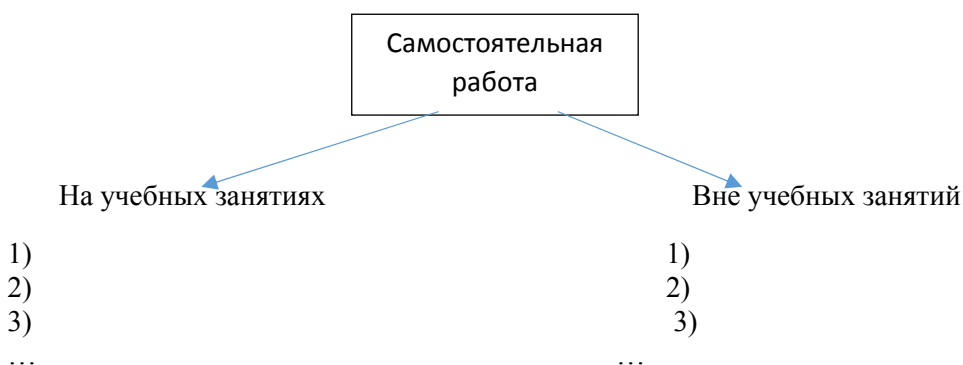 Самостоятельная
работа
На учебных занятиях
Вне учебных занятий
1)
1)
2)
2)
3)
3)
…
…